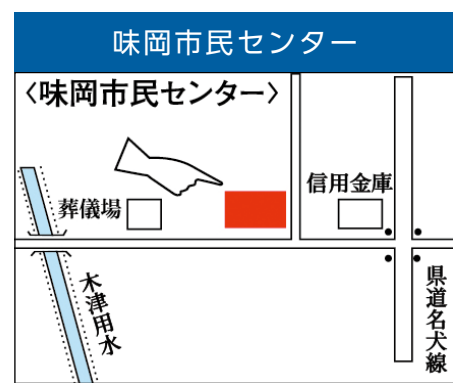 味岡市民センター
〈味岡市民センター〉
信用金庫
葬儀場
木津用水
県道名犬線